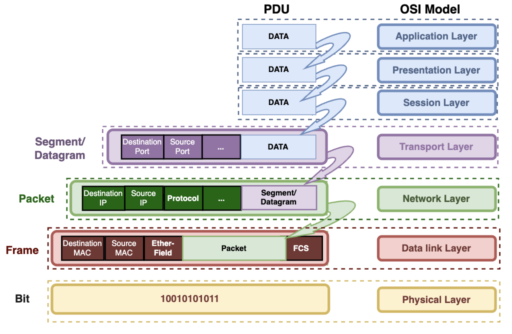 PDU OSI Model
DATA Application Layer
DATA Presentation Layer
DATA Session Layer
Segment/
Datagram
Destination
Port
Source
Port
...
DATA
Transport Layer
Packet
Destination
IP
Source
IP
Protocol
...
Segment/
Datagram
Network Layer
Frame
Destination
MAC
Source
MAC
Ether-
Field
Packet
FCS
Data link Layer
Bit
10010101011
Physical Layer